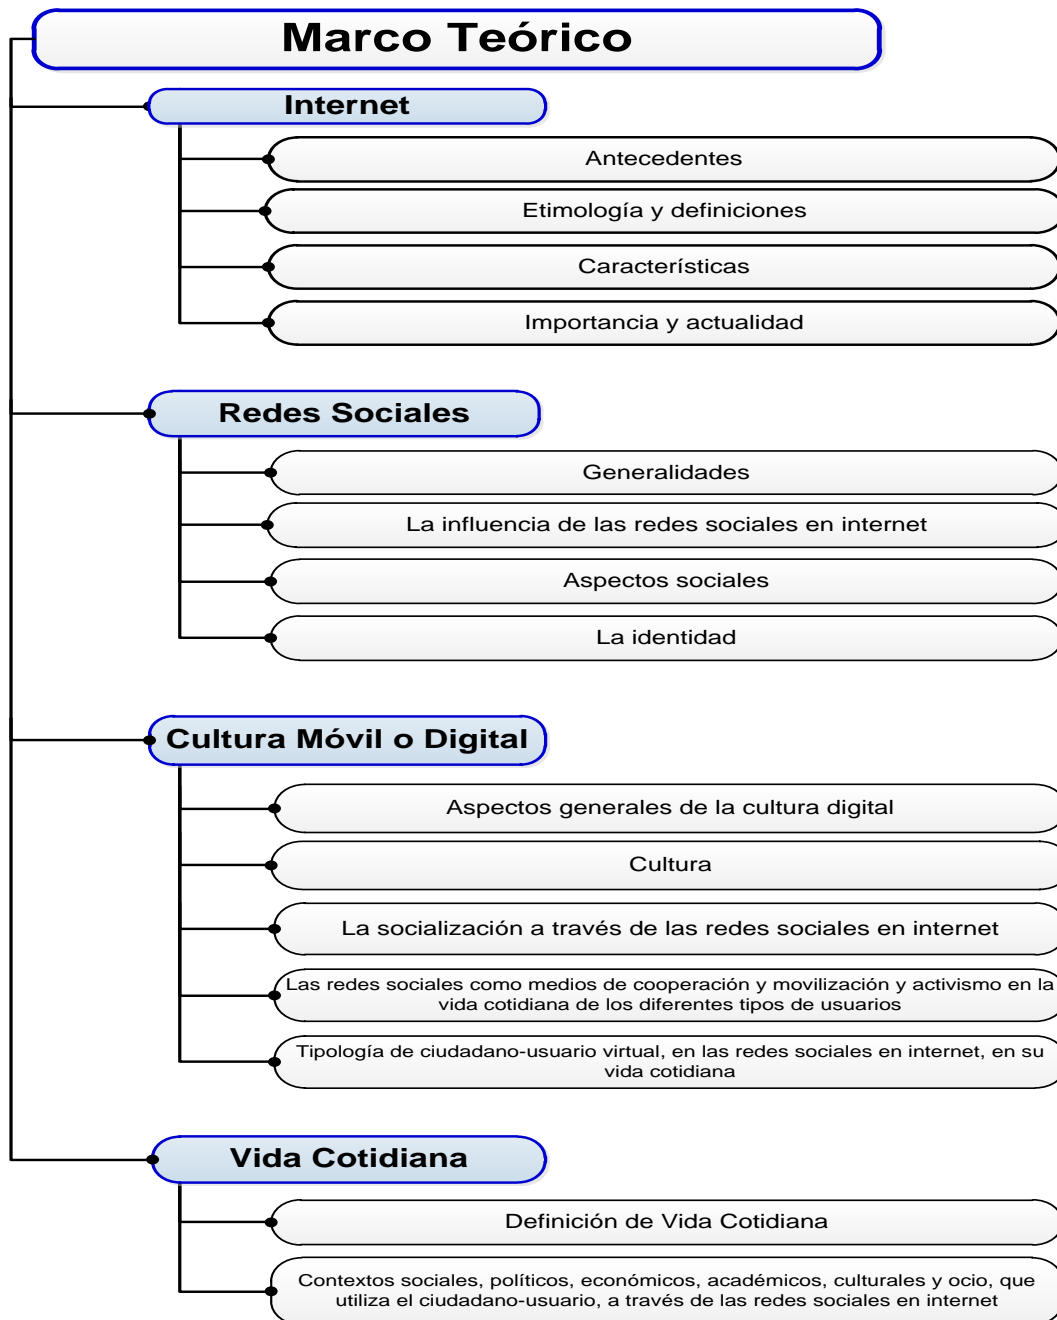 Marco Teórico
Internet
Antecedentes
Etimología y definiciones
Características
Importancia y actualidad
Redes Sociales
Generalidades
La influencia de las redes sociales en internet
Aspectos sociales
La identidad
Cultura Móvil o Digital
Aspectos generales de la cultura digital
Cultura
La socialización a través de las redes sociales en internet
Las redes sociales como medios de cooperación y movilización y activismo en la
vida cotidiana de los diferentes tipos de usuarios
Tipología de ciudadano-usuario virtual, en las redes sociales en internet, en su
vida cotidiana
Vida Cotidiana
Definición de Vida Cotidiana
Contextos sociales, políticos, económicos, académicos, culturales y ocio, que
utiliza el ciudadano-usuario, a través de las redes sociales en internet